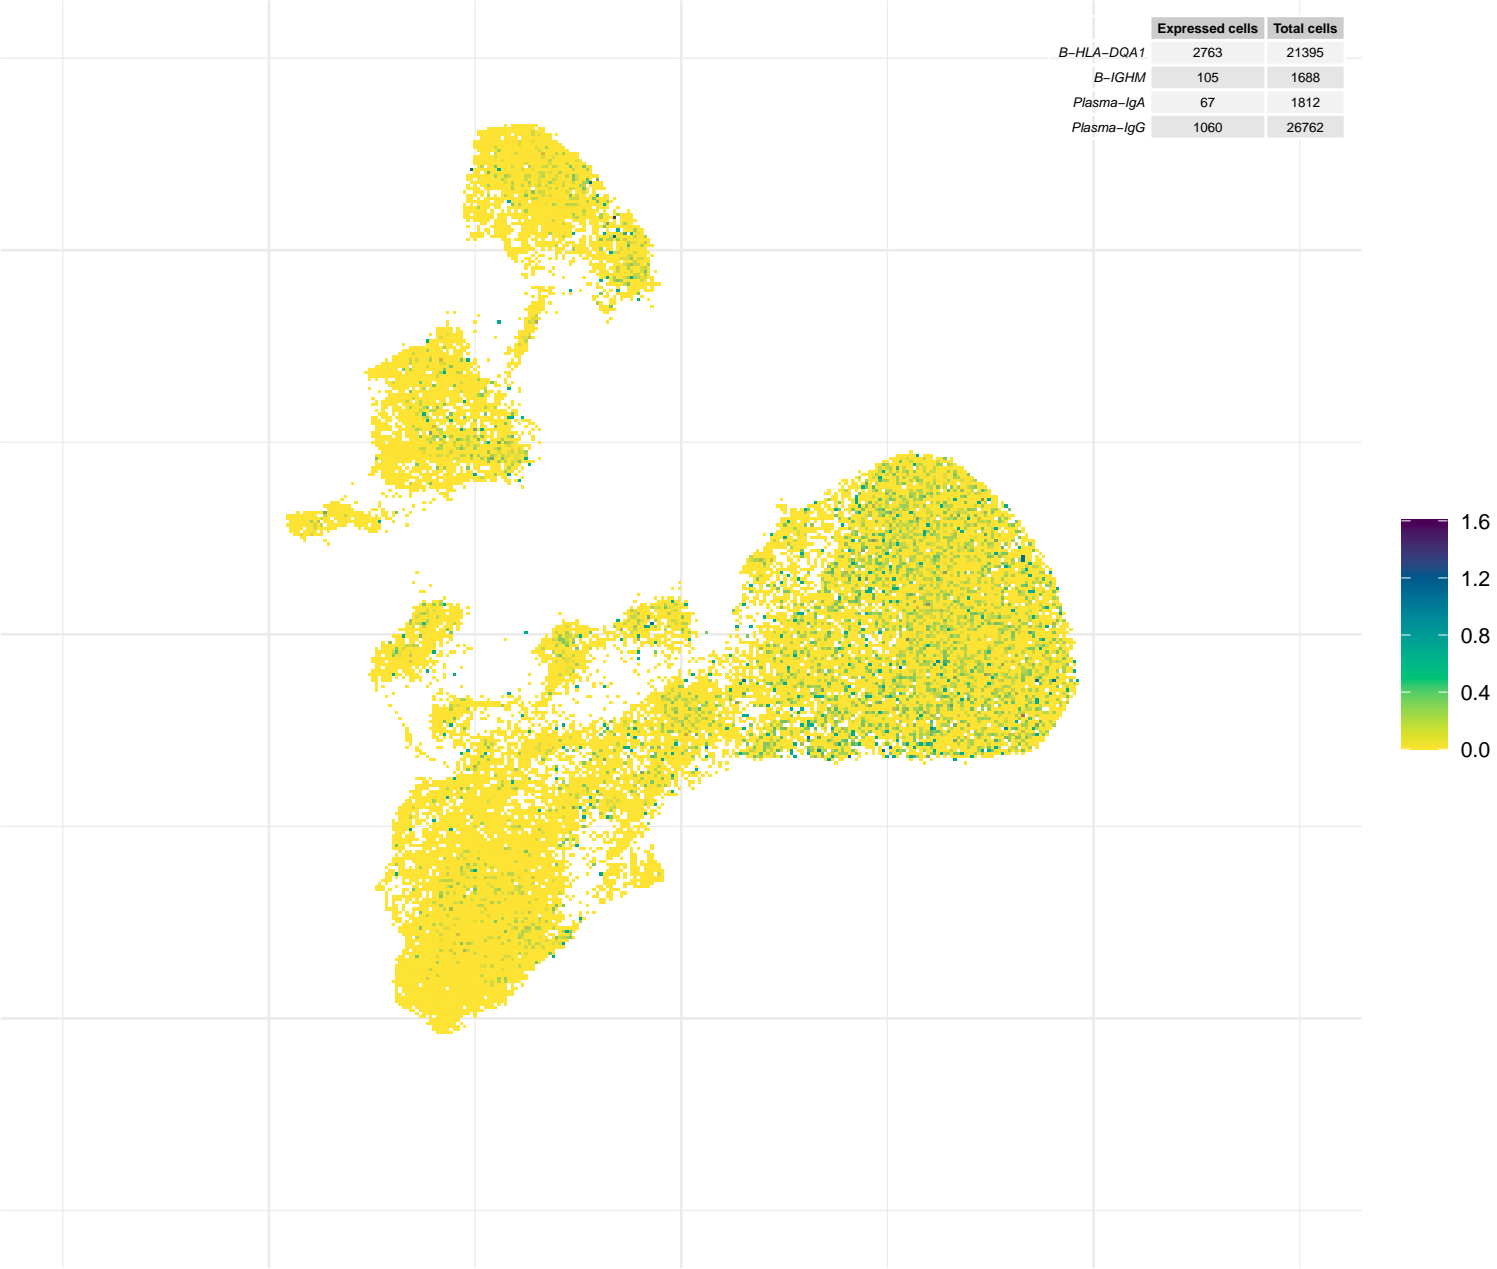 Expressed cells Total cells
B−HLA−DQA1 2763 21395
B−IGHM 105 1688
Plasma−IgA 67 1812
Plasma−IgG 1060 26762
1.6
1.2
0.8
0.4
0.0